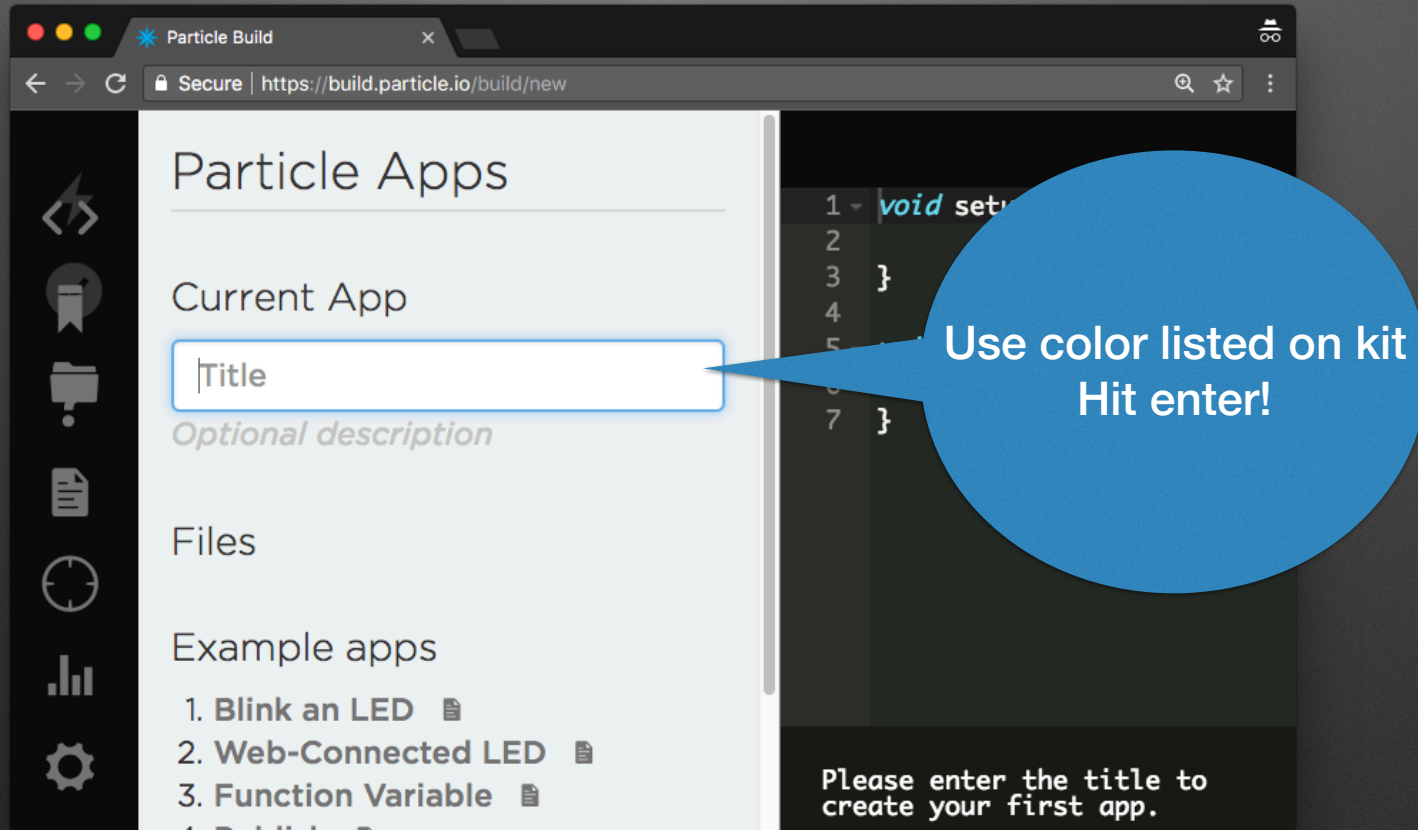 Particle Build
Secure | https://build.particle.io/build/new
Particle Apps
Current App
Title
Optional description
Files
Example apps
1. Blink an LED
2. Web-Connected LED
3. Function Variable
1 void setu
2
3 }
4
5
6
7 }
Use color listed on kit
Hit enter!
Please enter the title to
create your first app.